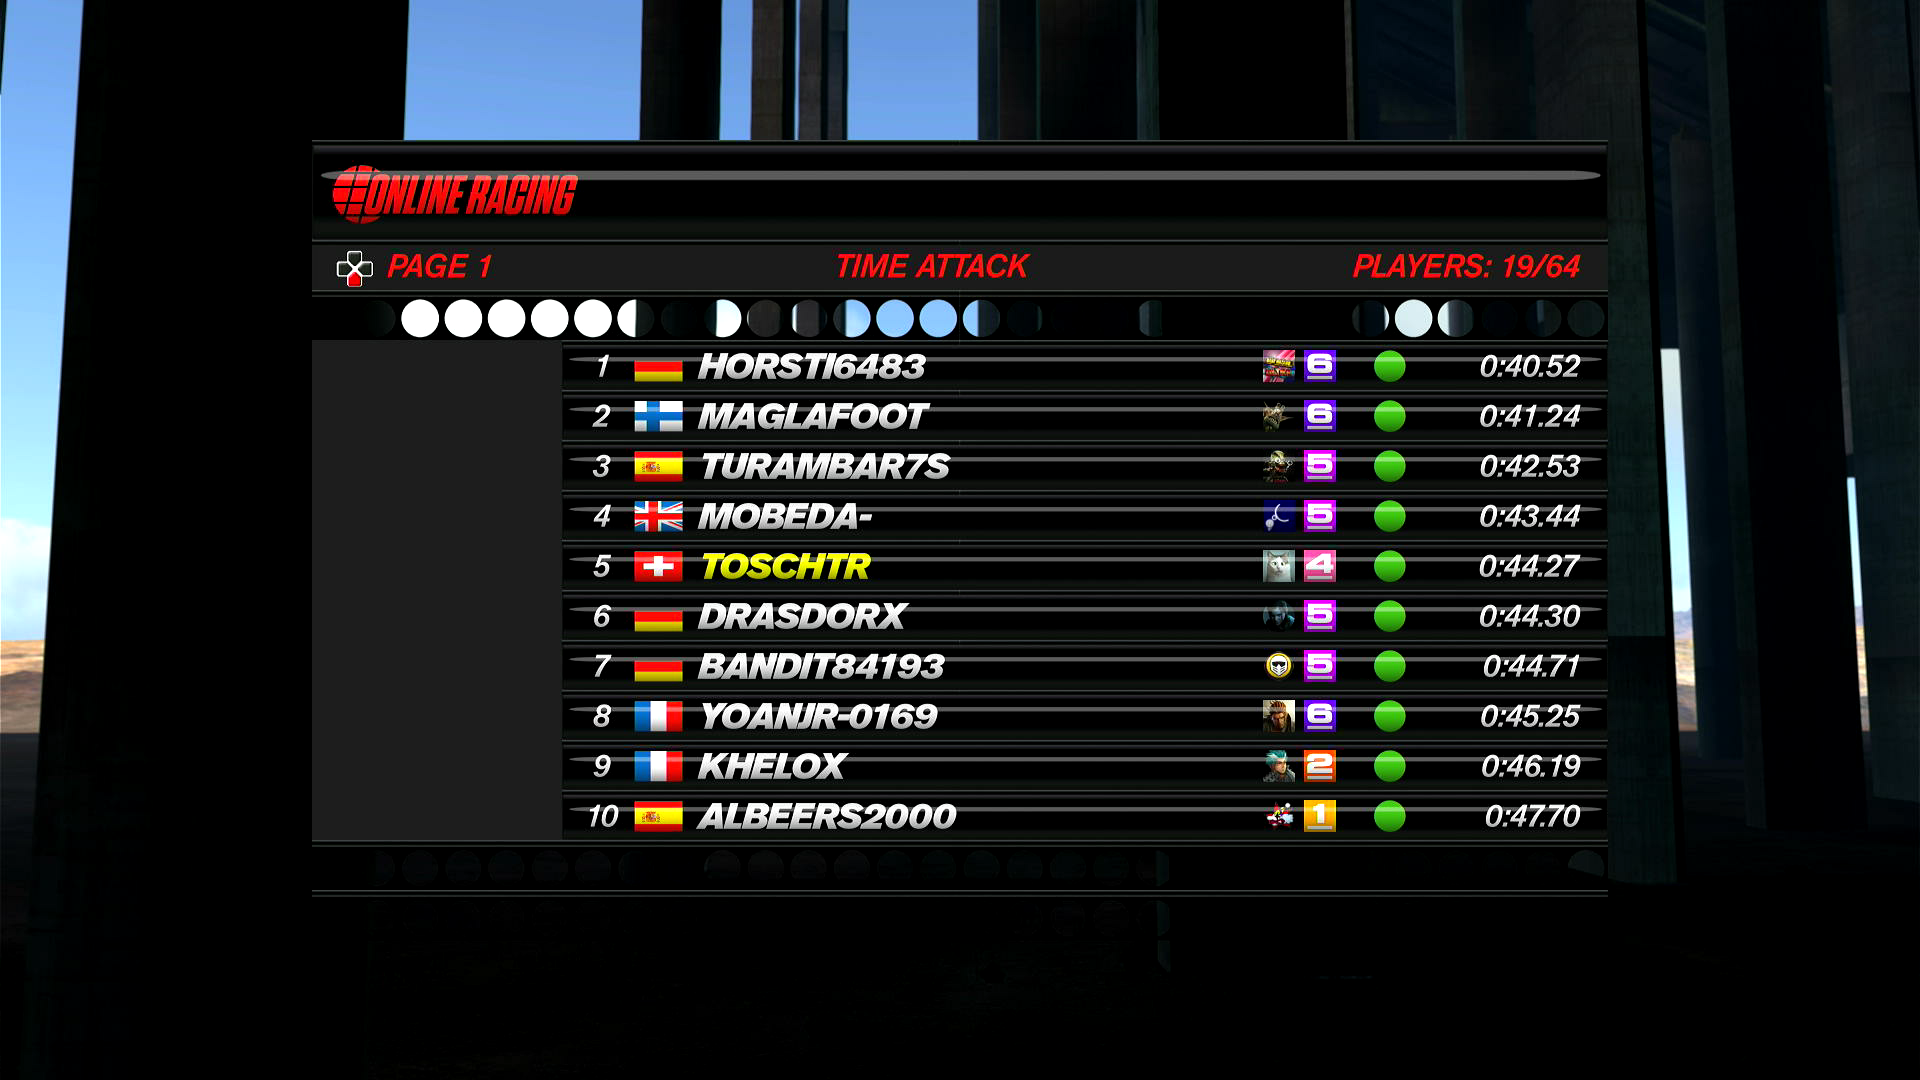 ONLINE RACING
PAGE 1 TIME ATTACK PLAYERS: 19/64
1 HORSTI6483 6 0:40.52
2 MAGLAFOOT 6 0:41.24
3 TURAMBAR7S 5 0:42.53
4 MOBEDA- 5 0:43.44
5 TOSCHTR 4 0:44.27
6 DRASDORX 5 0:44.30
7 BANDIT84193 5 0:44.71
8 YOANJR-0169 6 0:45.25
9 KHELOX 2 0:46.19
10 ALBEERS2000 1 0:47.70